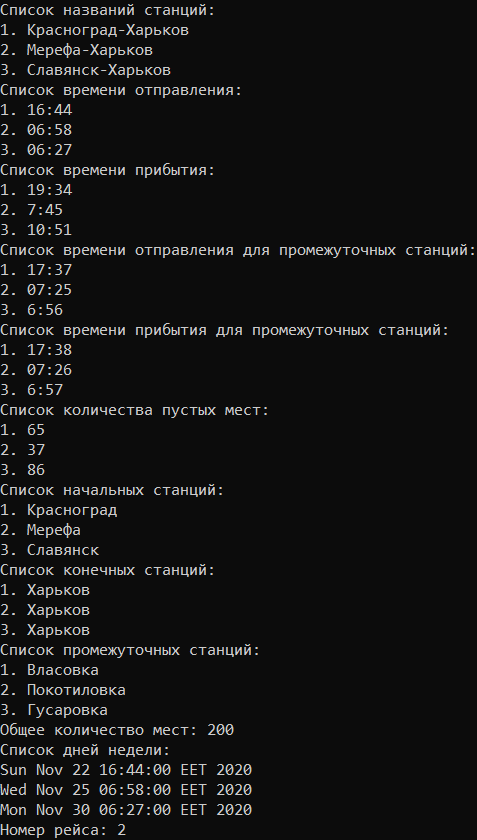 Список названий станций:
1. Красноград-Харьков
2. Мерефа-Харьков
3. Славянск-Харьков
Список времени отправления:
1. 16:44
2. 06:58
3. 06:27
Список времени прибытия:
1. 19:34
2. 7:45
3. 10:51
Список времени отправления для промежуточных станций:
1. 17:37
2. 07:25
3. 6:56
Список времени прибытия для промежуточных станций:
1. 17:38
2. 07:26
3. 6:57
Список количества пустых мест:
1. 65
2. 37
3. 86
Список начальных станций:
1. Красноград
2. Мерефа
3. Славянск
Список конечных станций:
1. Харьков
2. Харьков
3. Харьков
Список промежуточных станций:
1. Власовка
2. Покотиловка
3. Гусаровка
Общее количество мест: 200
Список дней недели:
Sun Nov 22 16:44:00 EET 2020
Wed Nov 25 06:58:00 EET 2020
Mon Nov 30 06:27:00 EET 2020
Номер рейса: 2